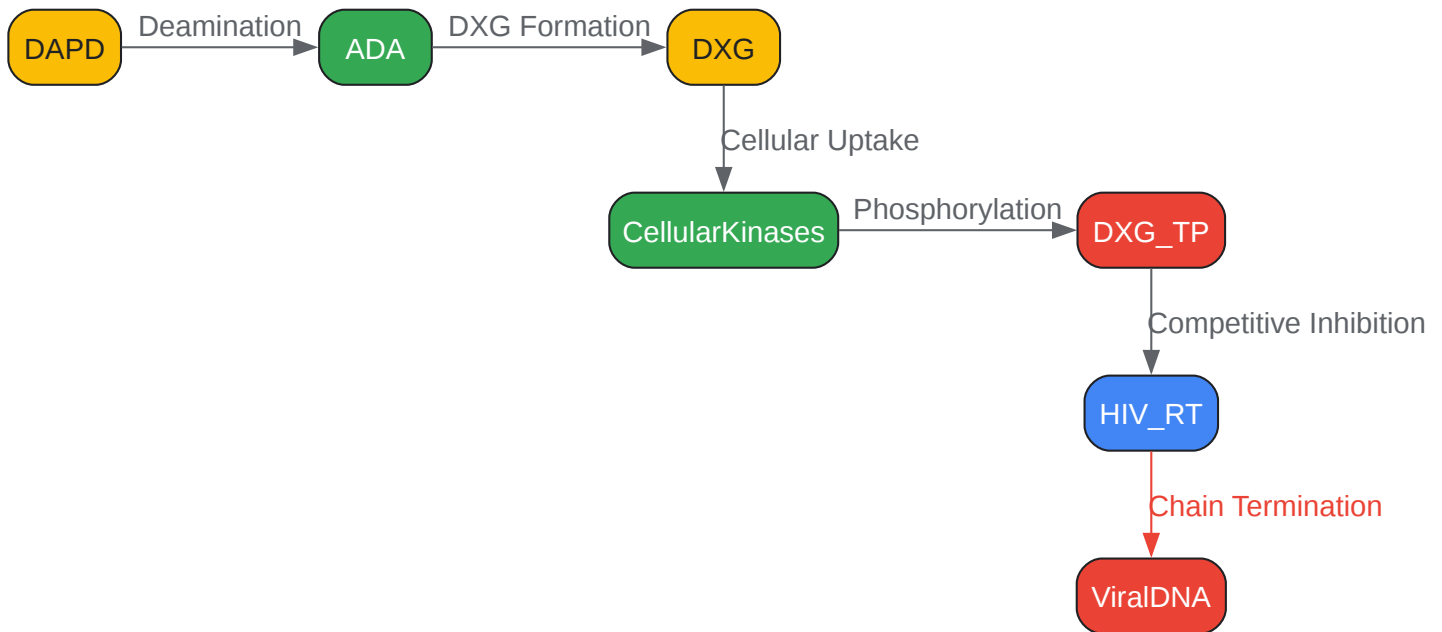 DAPD
Deamination
ADA
DXG Formation
DXG
Cellular Uptake
CellularKinases
Phosphorylation
DXG_TP
Competitive Inhibition
HIV_RT
Chain Termination
ViralDNA